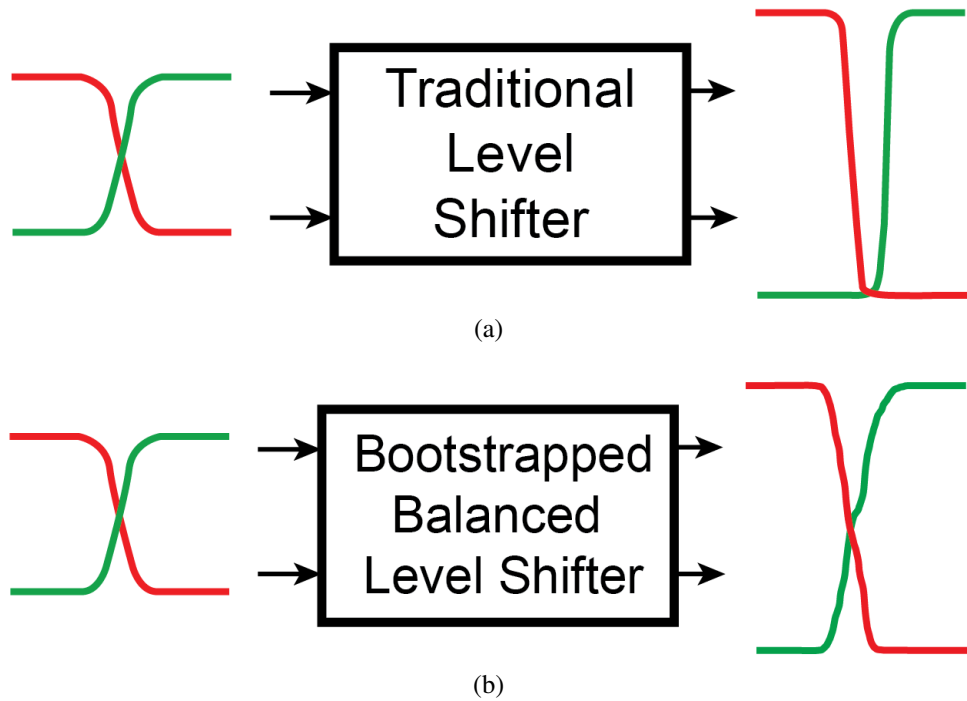 Traditional
Level
Shifter
(a)
Bootstrapped
Balanced
Level Shifter
(b)